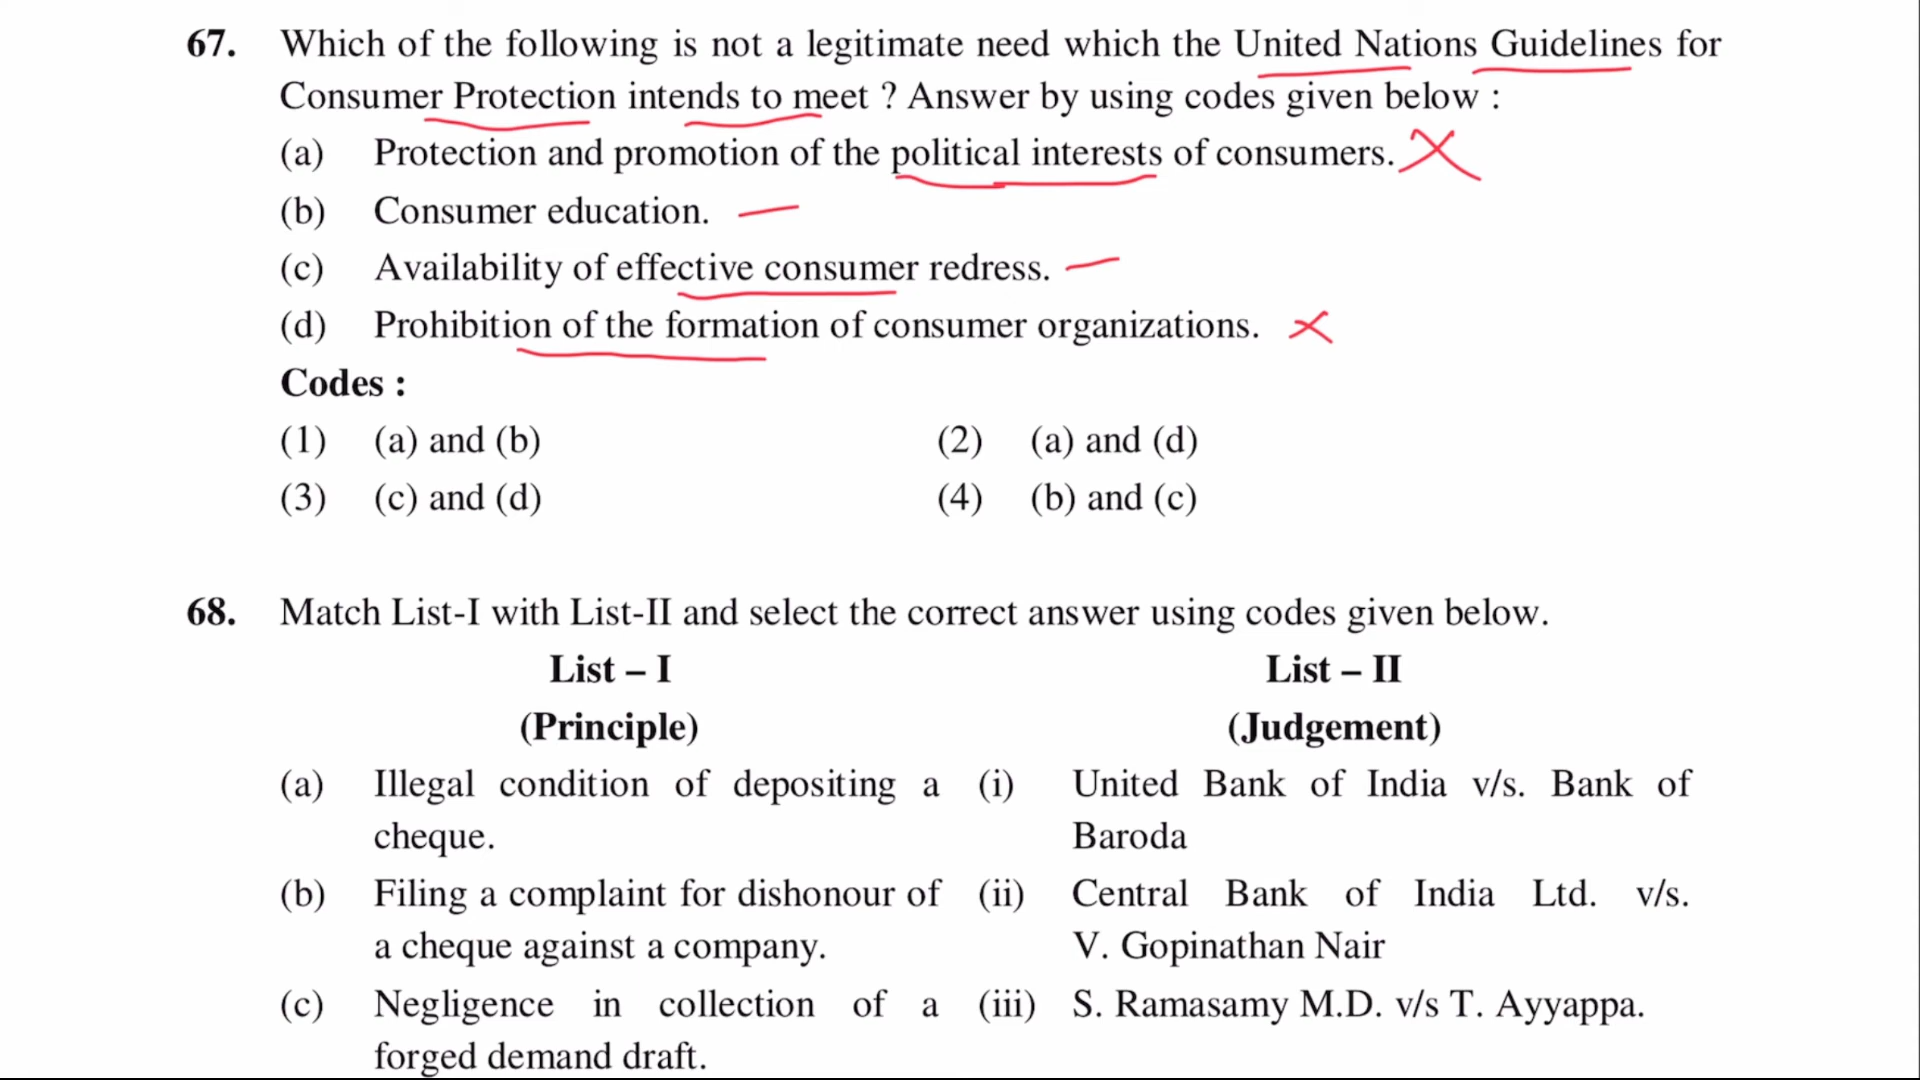 67. Which of the following is not a legitimate need which the United Nations Guidelines for
Consumer Protection intends to meet ? Answer by using codes given below :
(a) Protection and promotion of the political interests of consumers.
(b) Consumer education.
(c) Availability of effective consumer redress.
(d) Prohibition of the formation of consumer organizations.
Codes :
(1) (a) and (b) (2) (a) and (d)
(3) (c) and (d) (4) (b) and (c)
68. Match List-I with List-II and select the correct answer using codes given below.
List – I List – II
(Principle) (Judgement)
(a) Illegal condition of depositing a (i) United Bank of India v/s. Bank of
cheque. Baroda
(b) Filing a complaint for dishonour of (ii) Central Bank of India Ltd. v/s.
a cheque against a company. V. Gopinathan Nair
(c) Negligence in collection of a (iii) S. Ramasamy M.D. v/s T. Ayyappa.
forged demand draft.